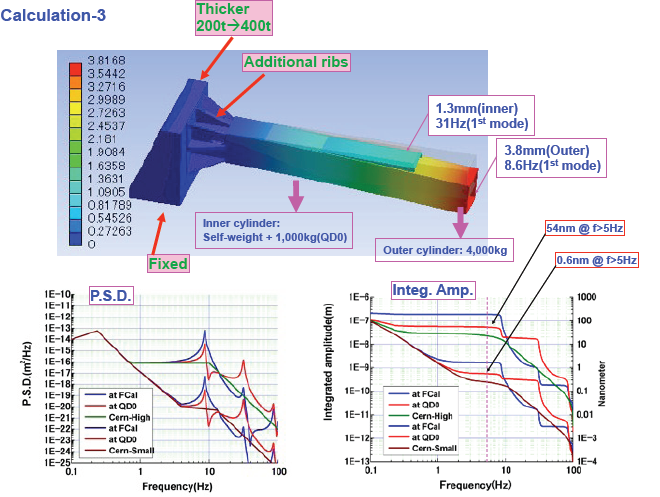 Calculation-3
Thicker
200t→400t
Additional ribs
3.8168
3.5442
3.2716
2.9989
2.7263
2.4537
2.181
1.9084
1.6358
1.3631
1.0905
0.81789
0.54526
0.27263
0
1.3mm(inner)
31Hz(1st mode)
3.8mm(Outer)
8.6Hz(1st mode)
Inner cylinder:
Self-weight + 1,000kg(QD0)
Outer cylinder: 4,000kg
Fixed
54nm @ f>5Hz
0.6nm @ f>5Hz
P.S.D.
P.S.D.(m²/Hz)
1E-10
1E-11
1E-12
1E-13
1E-14
1E-15
1E-16
1E-17
1E-18
1E-19
1E-20
1E-21
1E-22
1E-23
1E-24
1E-25
at FCal
at QD0
Cern-High
at FCal
at QD0
Cern-Small
0.1
1
10
100
Frequency(Hz)
Integ. Amp.
Integrated amplitude(m)
1E-6
1E-7
1E-8
1E-9
1E-10
1E-11
1E-12
1E-13
at FCal
at QD0
Cern-High
at FCal
at QD0
Cern-Small
1000
100
10
1
0.1
0.01
1E-3
1E-4
Nanometer
0.1
1
10
100
Frequency(Hz)